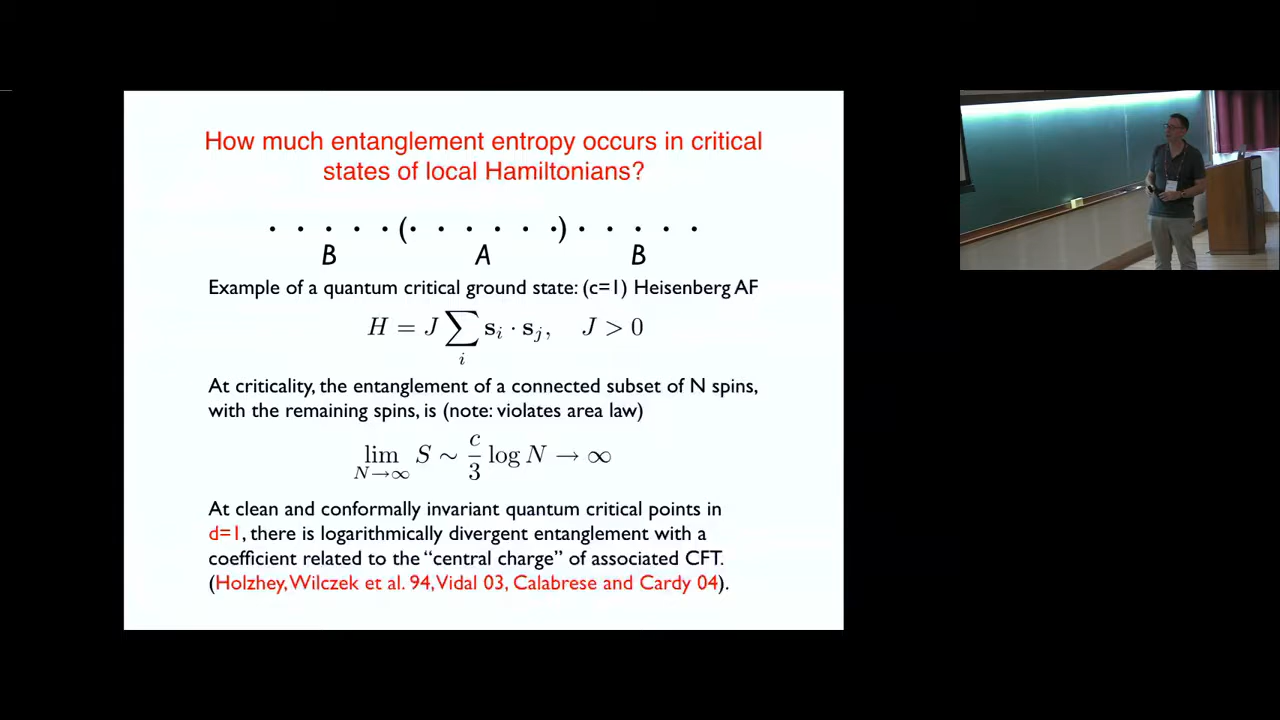 How much entanglement entropy occurs in critical
states of local Hamiltonians?
. . . . . ( . . . . . . ) . . . . .
B A B
Example of a quantum critical ground state: (c=1) Heisenberg AF
H = J ∑_i s_i · s_j,   J > 0
At criticality, the entanglement of a connected subset of N spins,
with the remaining spins, is (note: violates area law)
lim_{N→∞} S ∼ c/3 log N → ∞
At clean and conformally invariant quantum critical points in
d=1, there is logarithmically divergent entanglement with a
coefficient related to the “central charge” of associated CFT.
(Holzhey, Wilczek et al. 94, Vidal 03, Calabrese and Cardy 04).